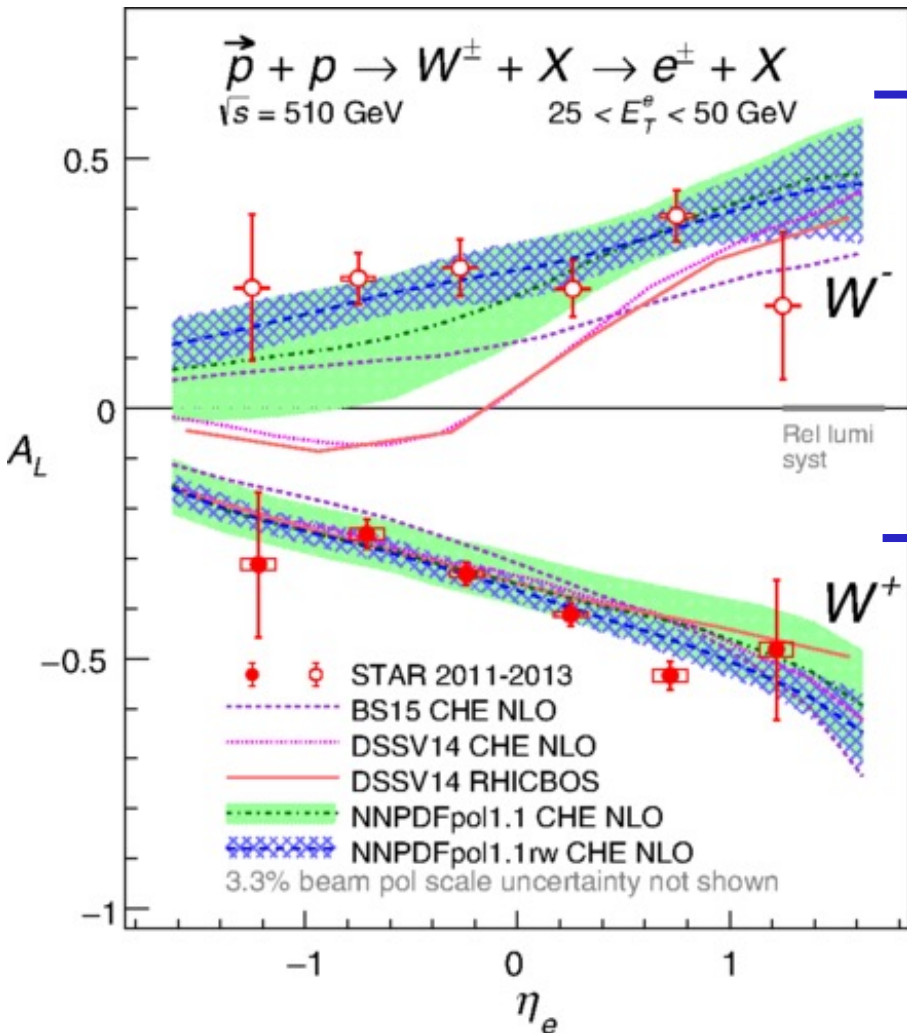 p⃗ + p → W± + X → e± + X
√s = 510 GeV 25 < E_T^e < 50 GeV
0.5
W-
0
A_L
Rel lumi
syst
W+
−0.5
STAR 2011-2013
BS15 CHE NLO
DSSV14 CHE NLO
DSSV14 RHICBOS
NNPDFpol1.1 CHE NLO
NNPDFpol1.1rw CHE NLO
3.3% beam pol scale uncertainty not shown
−1
−1 0 1
η_e